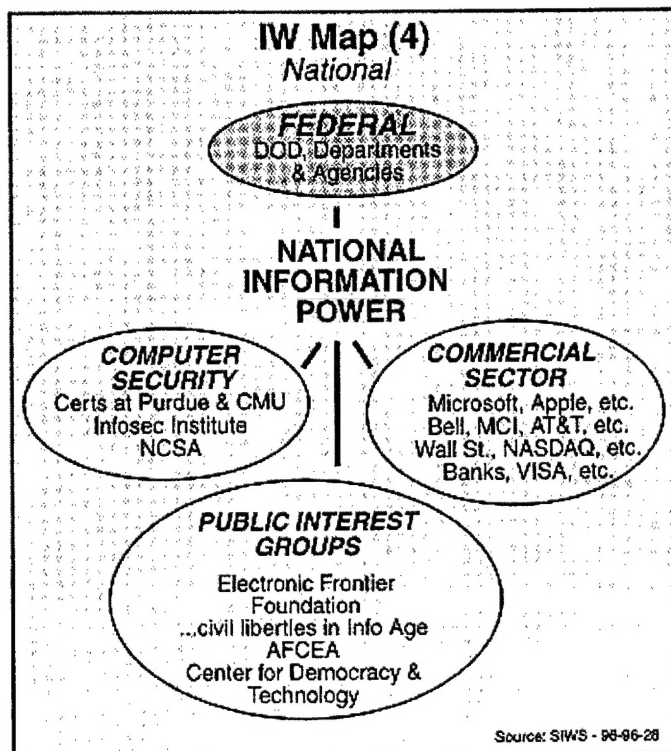 IW Map (4)
National
FEDERAL
DOD, Departments
& Agencies
NATIONAL
INFORMATION
POWER
COMPUTER
SECURITY
Certs at Purdue & CMU
Infosec Institute
NCSA
COMMERCIAL
SECTOR
Microsoft, Apple, etc.
Bell, MCI, AT&T, etc.
Wall St., NASDAQ, etc.
Banks, VISA, etc.
PUBLIC INTEREST
GROUPS
Electronic Frontier
Foundation
...civil liberties in Info Age
AFCEA
Center for Democracy &
Technology
Source: SIWS -